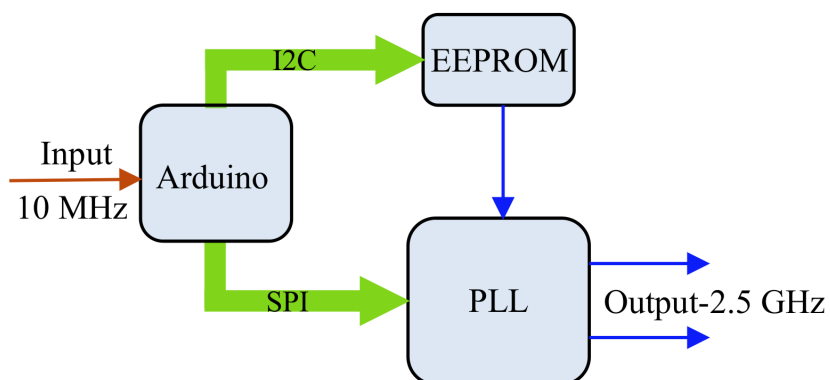 I2C
EEPROM
Input
10 MHz
Arduino
SPI
PLL
Output-2.5 GHz